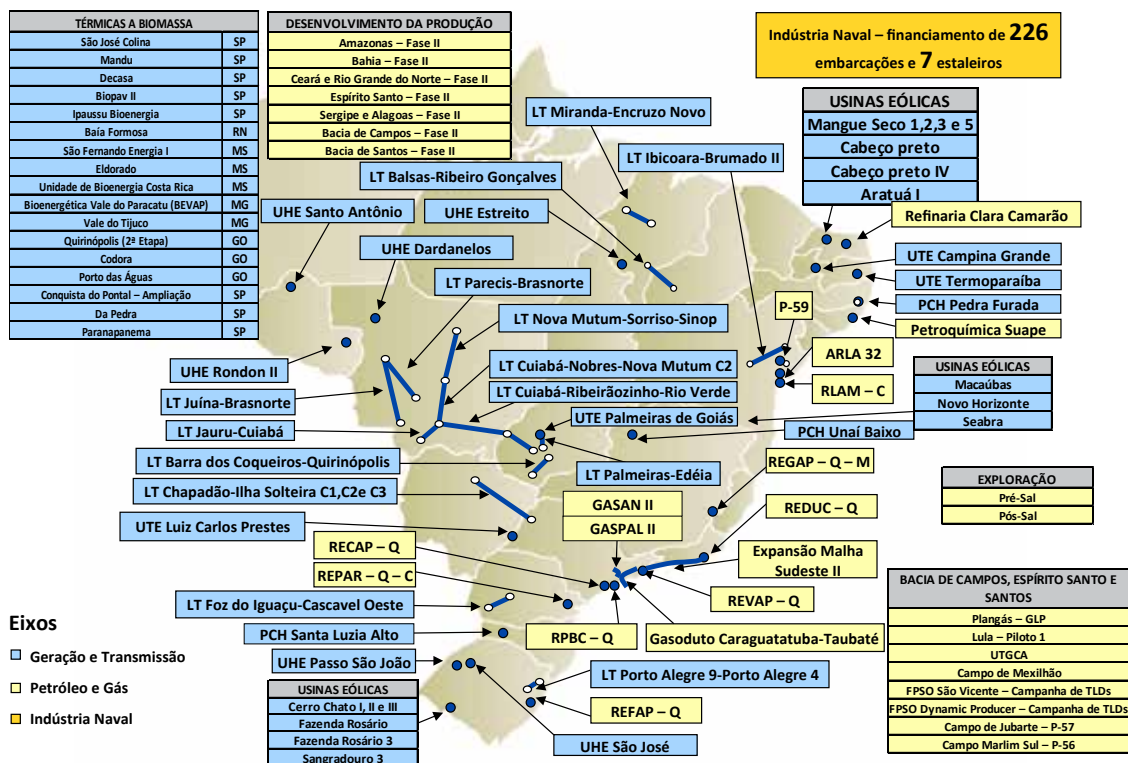 TÉRMICAS A BIOMASSA
São José Colina SP
Mandu SP
Decasa SP
Biopav II SP
Ipaussu Bioenergia SP
Baía Formosa RN
São Fernando Energia I MS
Eldorado MS
Unidade de Bioenergia Costa Rica MS
Bioenergética Vale do Paracatu (BEVAP) MG
Vale do Tijuco MG
Quirinópolis (2ª Etapa) GO
Codora GO
Porto das Águas GO
Conquista do Pontal – Ampliação SP
Da Pedra SP
Paranapanema SP
DESENVOLVIMENTO DA PRODUÇÃO
Amazonas – Fase II
Bahia – Fase II
Ceará e Rio Grande do Norte – Fase II
Espírito Santo – Fase II
Sergipe e Alagoas – Fase II
Bacia de Campos – Fase II
Bacia de Santos – Fase II
Indústria Naval – financiamento de 226
embarcações e 7 estaleiros
USINAS EÓLICAS
Mangue Seco 1,2,3 e 5
Cabeço preto
Cabeço preto IV
Aratuá I
LT Miranda-Encruzo Novo
LT Ibicoara-Brumado II
LT Balsas-Ribeiro Gonçalves
UHE Santo Antônio
UHE Estreito
Refinaria Clara Camarão
UHE Dardanelos
UTE Campina Grande
LT Parecis-Brasnorte
UTE Termoparaíba
P-59
PCH Pedra Furada
LT Nova Mutum-Sorriso-Sinop
Petroquímica Suape
ARLA 32
UHE Rondon II
LT Cuiabá-Nobres-Nova Mutum C2
RLAM – C
USINAS EÓLICAS
Macaúbas
Novo Horizonte
Seabra
LT Juína-Brasnorte
LT Cuiabá-Ribeirãozinho-Rio Verde
UTE Palmeiras de Goiás
LT Jauru-Cuiabá
PCH Unaí Baixo
LT Barra dos Coqueiros-Quirinópolis
LT Palmeiras-Edéia
REGAP – Q – M
LT Chapadão-Ilha Solteira C1,C2e C3
EXPLORAÇÃO
Pré-Sal
Pós-Sal
GASAN II
GASPAL II
REDUC – Q
UTE Luiz Carlos Prestes
RECAP – Q
Expansão Malha
Sudeste II
REPAR – Q – C
REVAP – Q
LT Foz do Iguaçu-Cascavel Oeste
RPBC – Q
Gasoduto Caraguatatuba-Taubaté
PCH Santa Luzia Alto
UHE Passo São João
LT Porto Alegre 9-Porto Alegre 4
REFAP – Q
UHE São José
USINAS EÓLICAS
Cerro Chato I, II e III
Fazenda Rosário
Fazenda Rosário 3
Sangradouro 3
BACIA DE CAMPOS, ESPÍRITO SANTO E
SANTOS
Plangás – GLP
Lula – Piloto 1
UTGCA
Campo de Mexilhão
FPSO São Vicente – Campanha de TLDs
FPSO Dynamic Producer – Campanha de TLDs
Campo de Jubarte – P-57
Campo Marlim Sul – P-56
Eixos
Geração e Transmissão
Petróleo e Gás
Indústria Naval